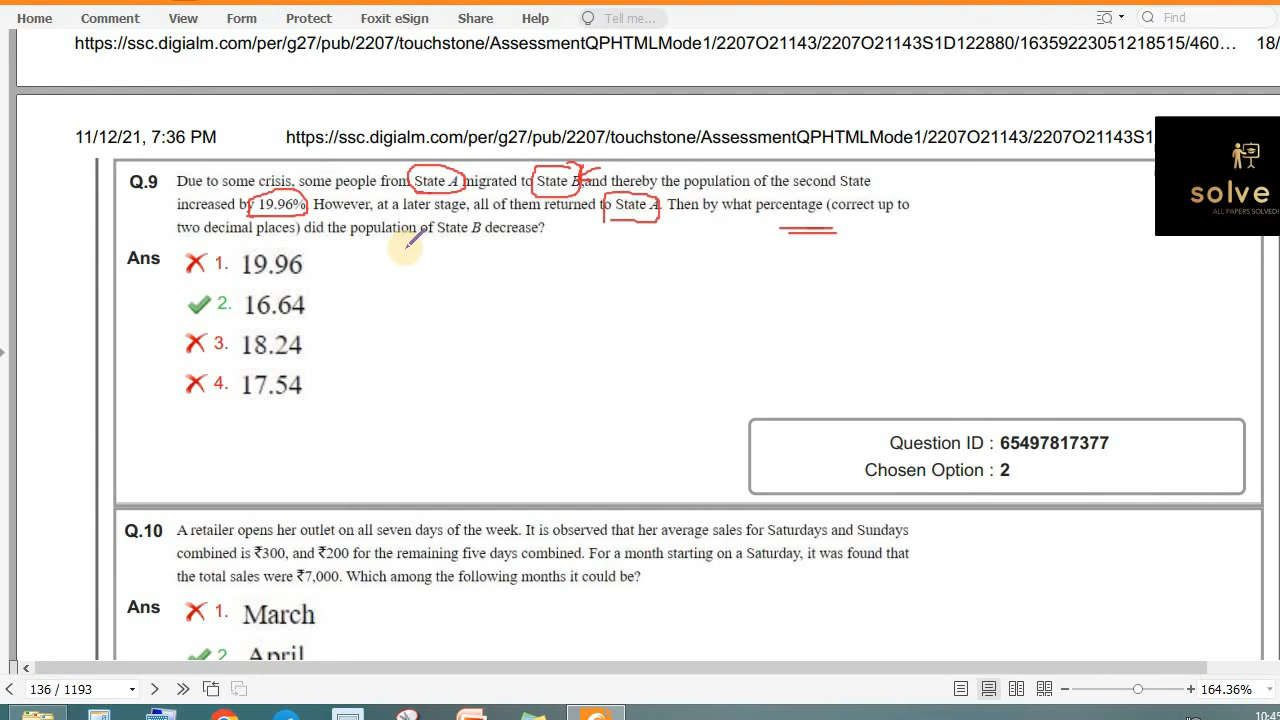 Home Comment View Form Protect Foxit eSign Share Help Tell me... Find
https://ssc.digialm.com/per/g27/pub/2207/touchstone/AssessmentQPHTMLMode1/2207O21143/2207O21143S1D122880/16359223051218515/460… 18/
11/12/21, 7:36 PM https://ssc.digialm.com/per/g27/pub/2207/touchstone/AssessmentQPHTMLMode1/2207O21143/2207O21143S1
solve
ALL PAPERS SOLVED!
Q.9 Due to some crisis, some people from State A migrated to State B, and thereby the population of the second State
increased by 19.96%. However, at a later stage, all of them returned to State A. Then by what percentage (correct up to
two decimal places) did the population of State B decrease?
Ans 1. 19.96
2. 16.64
3. 18.24
4. 17.54
Question ID : 65497817377
Chosen Option : 2
Q.10 A retailer opens her outlet on all seven days of the week. It is observed that her average sales for Saturdays and Sundays
combined is ₹300, and ₹200 for the remaining five days combined. For a month starting on a Saturday, it was found that
the total sales were ₹7,000. Which among the following months it could be?
Ans 1. March
2. April
136 / 1193 164.36%
10:45